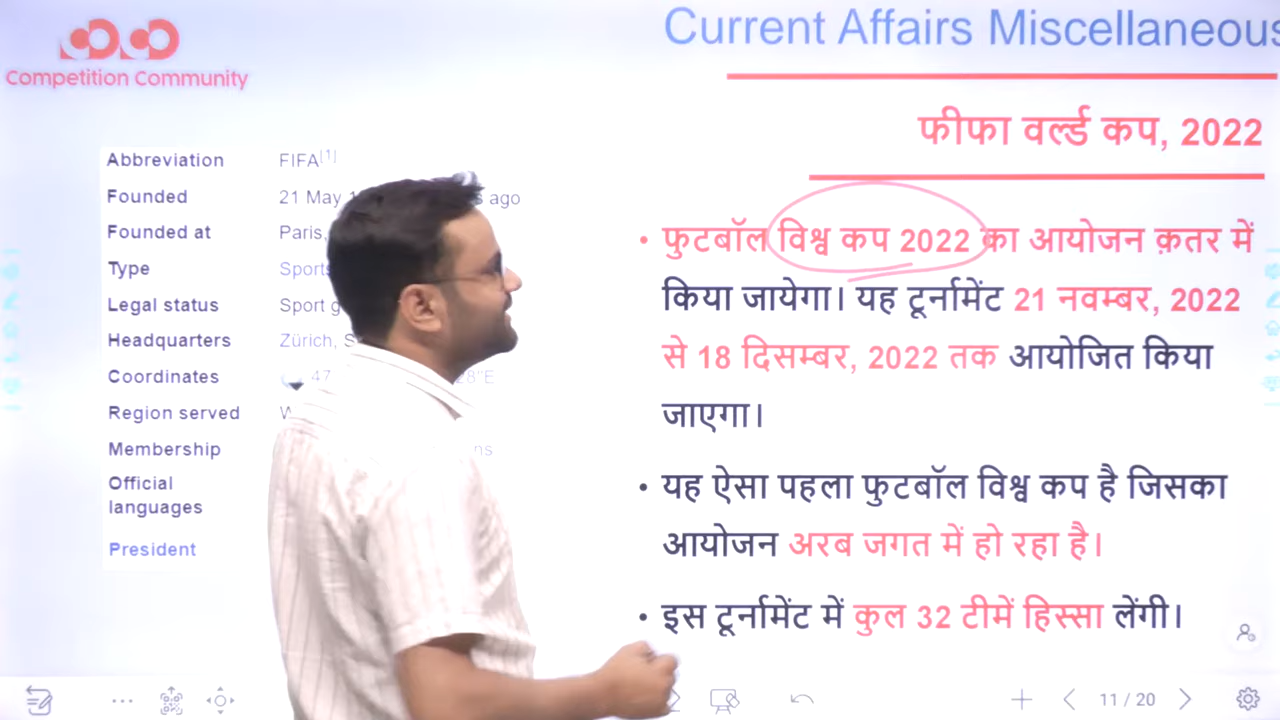 Competition Community
Current Affairs Miscellaneous
फीफा वर्ल्ड कप, 2022
Abbreviation FIFA[1]
Founded 21 May ago
Founded at Paris,
Type Sports
Legal status Sport
Headquarters Zürich,
Coordinates 47 28"E
Region served
Membership
Official
languages
President
• फुटबॉल विश्व कप 2022 का आयोजन क़तर में
किया जायेगा। यह टूर्नामेंट 21 नवम्बर, 2022
से 18 दिसम्बर, 2022 तक आयोजित किया
जाएगा।
• यह ऐसा पहला फुटबॉल विश्व कप है जिसका
आयोजन अरब जगत में हो रहा है।
• इस टूर्नामेंट में कुल 32 टीमें हिस्सा लेंगी।
11 / 20